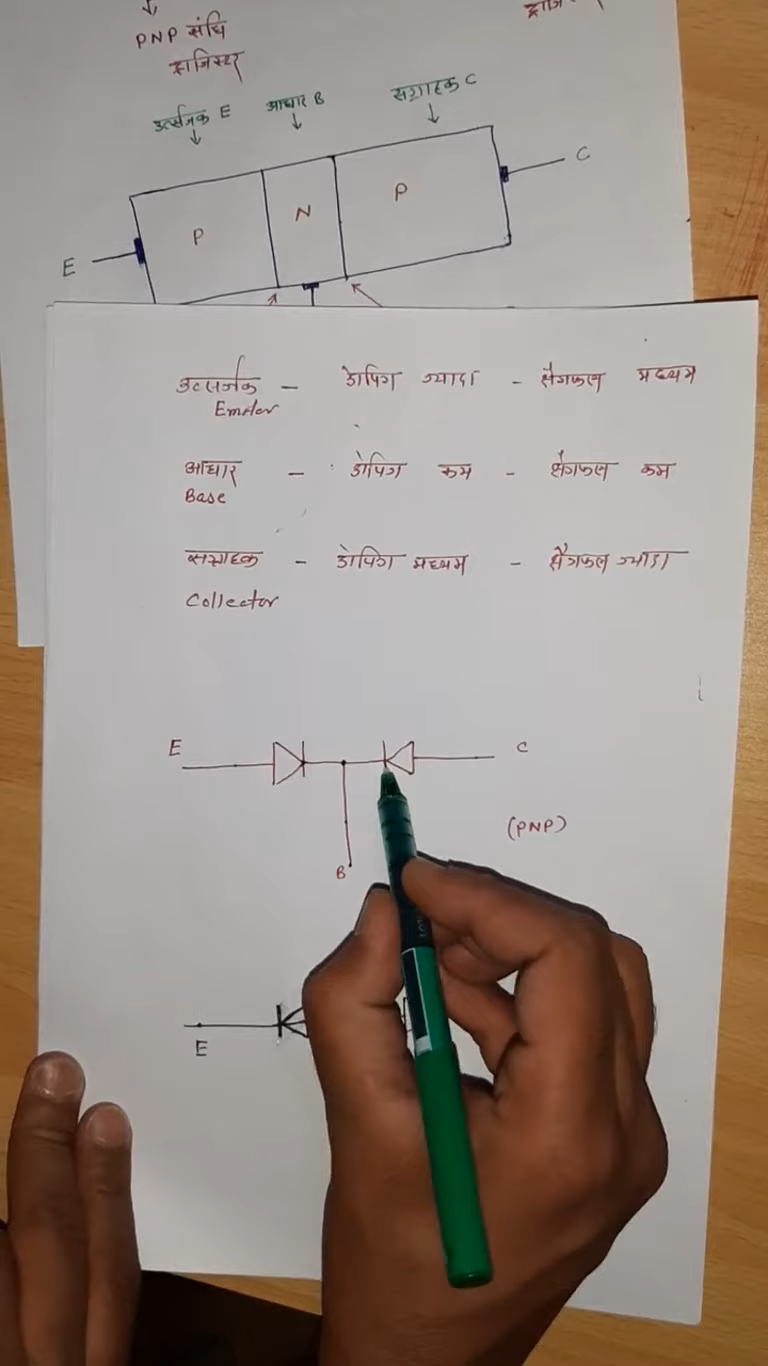 PNP संधि
ट्रांजिस्टर
उत्सर्जक E आधार B संग्राहक C
P N P
E C
उत्सर्जक - डोपिंग ज्यादा - क्षेत्रफल मध्यम
Emitter
आधार - डोपिंग कम - क्षेत्रफल कम
Base
संग्राहक - डोपिंग मध्यम - क्षेत्रफल ज्यादा
Collector
E C
(PNP)
B
E